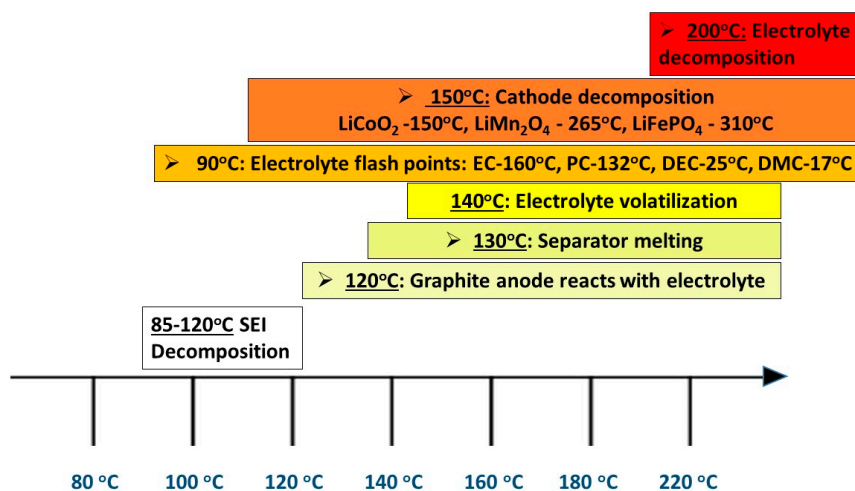 ➢ 200°C: Electrolyte
decomposition
➢ 150°C: Cathode decomposition
LiCoO₂ -150°C, LiMn₂O₄ - 265°C, LiFePO₄ - 310°C
➢ 90°C: Electrolyte flash points: EC-160°C, PC-132°C, DEC-25°C, DMC-17°C
140°C: Electrolyte volatilization
➢ 130°C: Separator melting
➢ 120°C: Graphite anode reacts with electrolyte
85-120°C SEI
Decomposition
80 °C 100 °C 120 °C 140 °C 160 °C 180 °C 220 °C